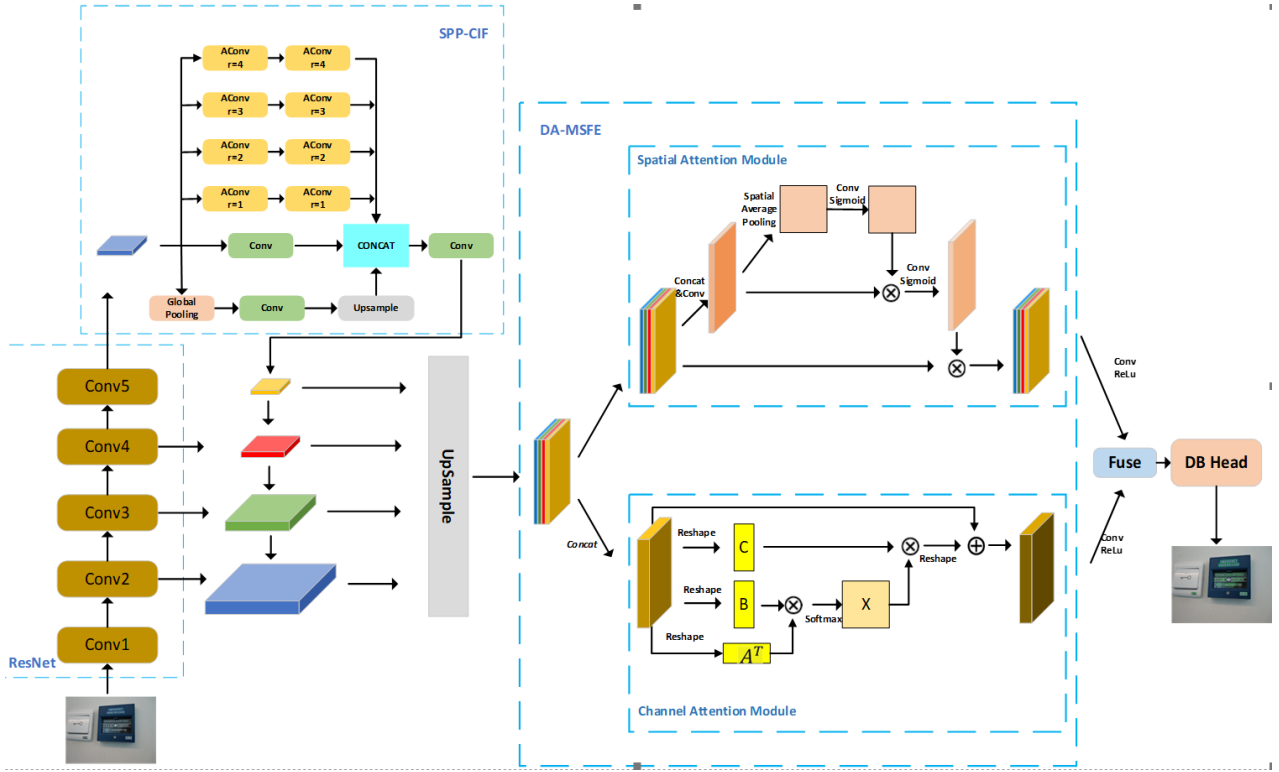 SPP-CIF
AConv
r=4
AConv
r=4
AConv
r=3
AConv
r=3
AConv
r=2
AConv
r=2
AConv
r=1
AConv
r=1
Conv
CONCAT
Conv
Global
Pooling
Conv
Upsample
Conv5
Conv4
Conv3
Conv2
Conv1
ResNet
UpSample
DA-MSFE
Spatial Attention Module
Spatial
Average
Pooling
Conv
Sigmoid
Concat
&Conv
Conv
Sigmoid
Concat
Reshape
C
Reshape
B
Reshape
A^T
Softmax
X
Reshape
Channel Attention Module
Conv
ReLu
Conv
ReLu
Fuse
DB Head